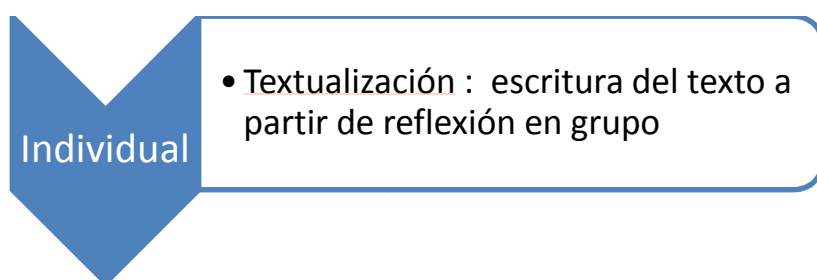 Individual
• Textualización : escritura del texto a
partir de reflexión en grupo